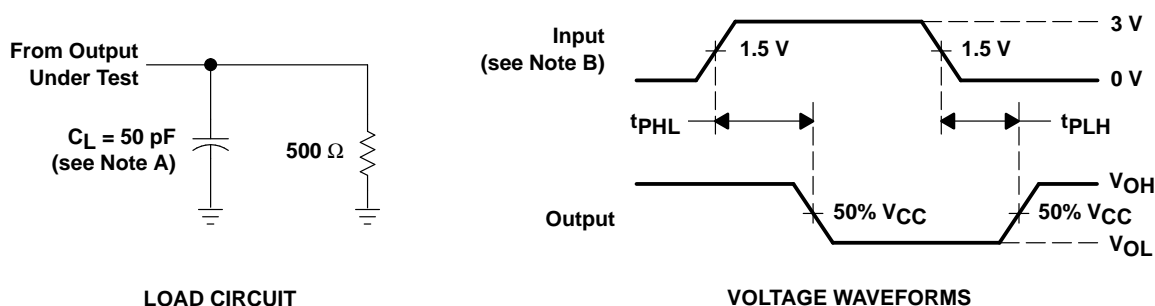 From Output
Under Test
CL = 50 pF
(see Note A)
500 Ω
LOAD CIRCUIT
Input
(see Note B)
1.5 V
1.5 V
3 V
0 V
tPHL
tPLH
Output
50% VCC
50% VCC
VOH
VOL
VOLTAGE WAVEFORMS